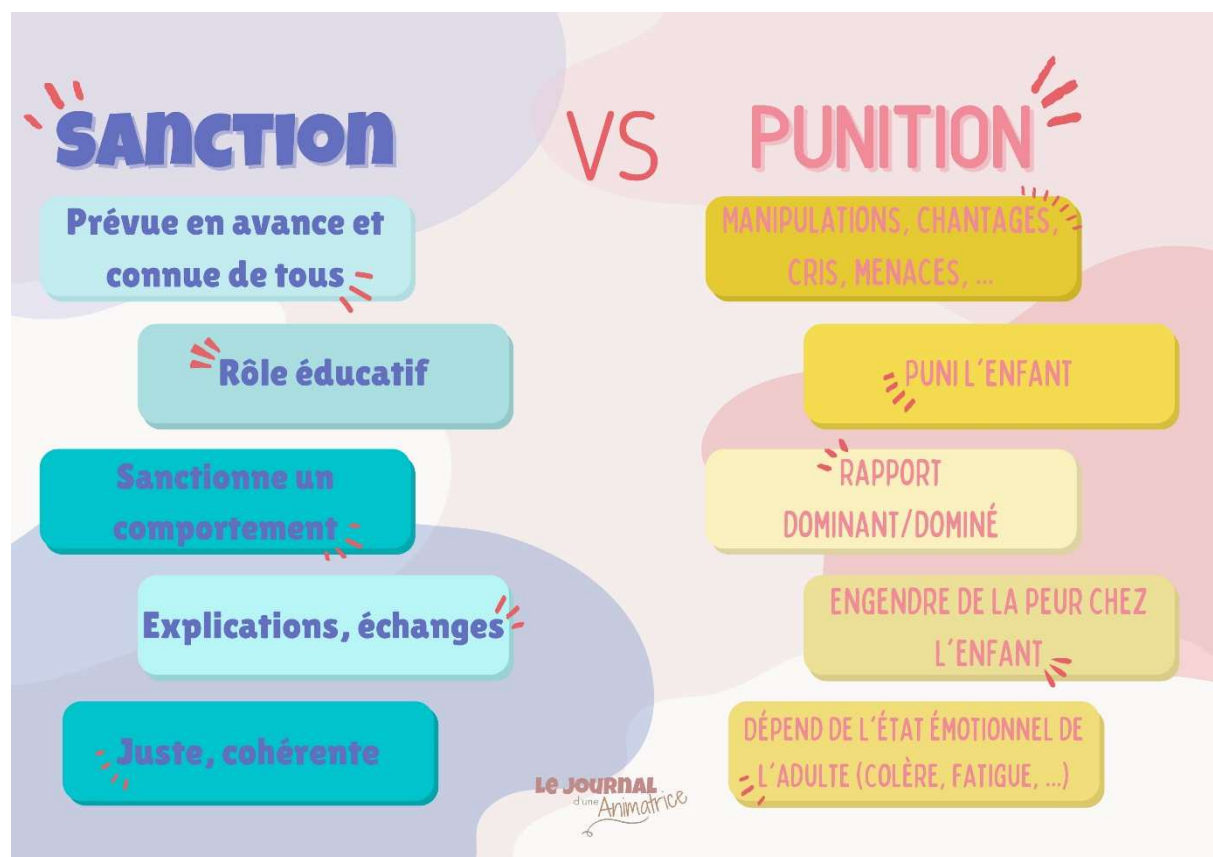 SANCTION
VS
PUNITION
Prévue en avance et
connue de tous
Rôle éducatif
Sanctionne un
comportement
Explications, échanges
Juste, cohérente
MANIPULATIONS, CHANTAGES,
CRIS, MENACES, ...
PUNI L'ENFANT
RAPPORT
DOMINANT/DOMINÉ
ENGENDRE DE LA PEUR CHEZ
L'ENFANT
DÉPEND DE L'ÉTAT ÉMOTIONNEL DE
L'ADULTE (COLÈRE, FATIGUE, ...)
LE JOURNAL
d'une Animatrice